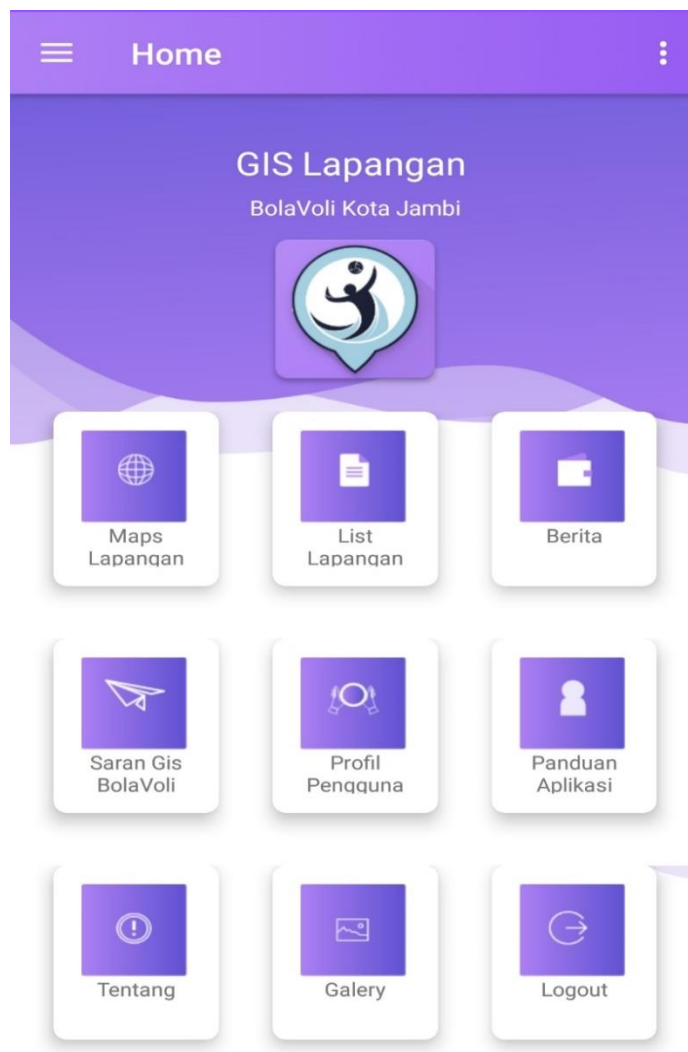 Home
GIS Lapangan
BolaVoli Kota Jambi
Maps
Lapangan
List
Lapangan
Berita
Saran Gis
BolaVoli
Profil
Pengguna
Panduan
Aplikasi
Tentang
Galery
Logout